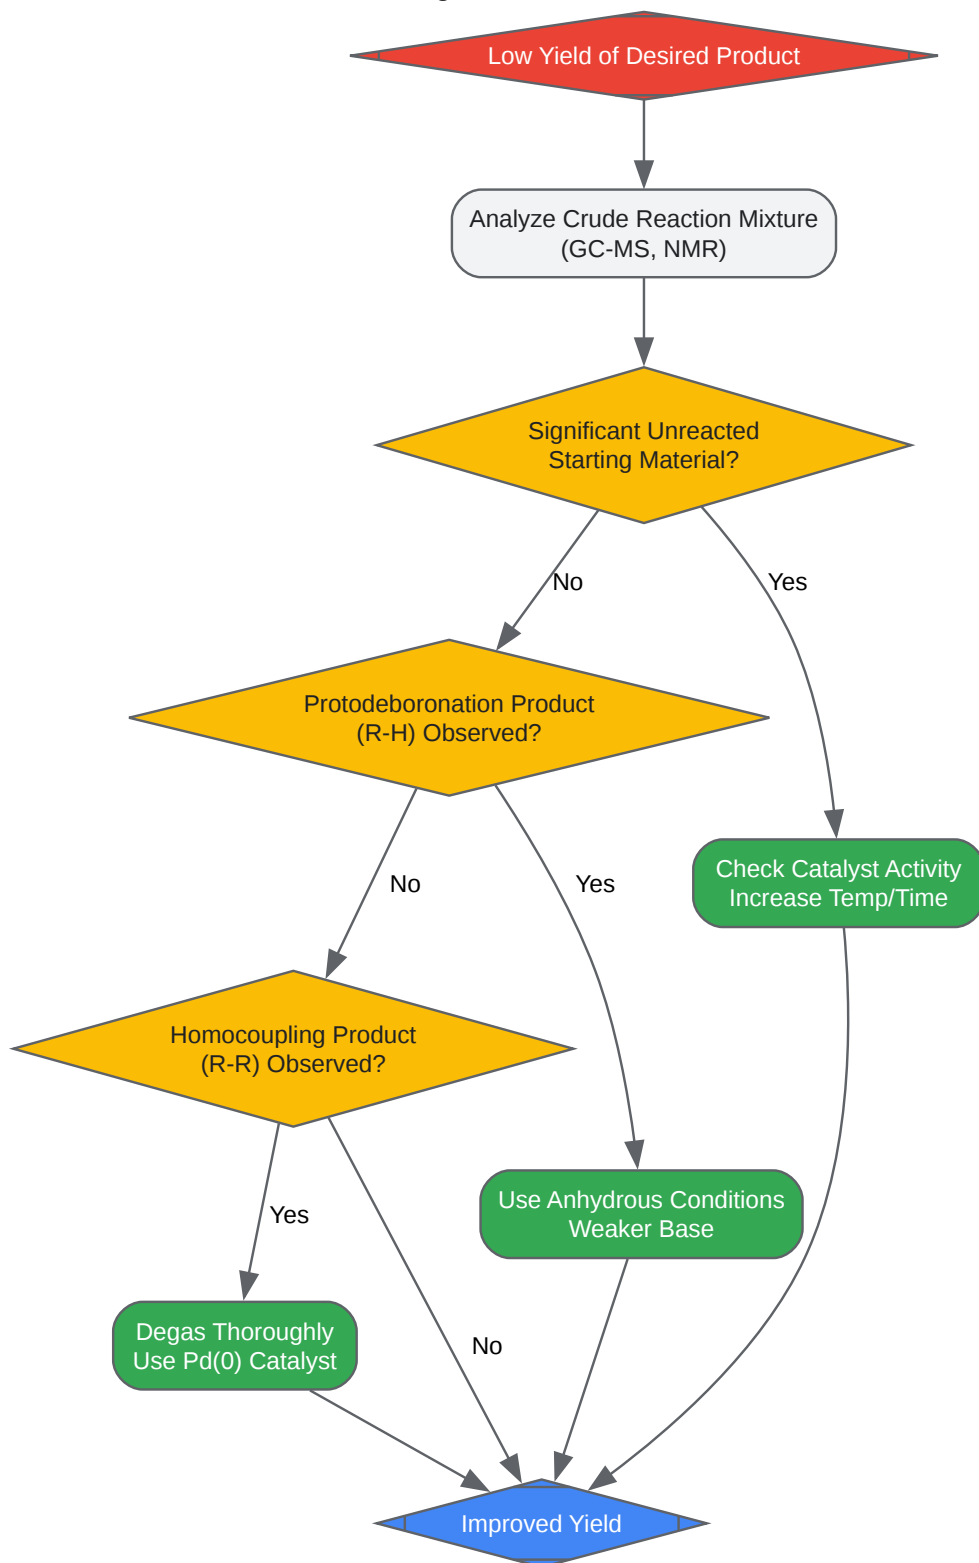 Low Yield of Desired Product
Analyze Crude Reaction Mixture
(GC-MS, NMR)
Significant Unreacted
Starting Material?
No
Yes
Protodeboronation Product
(R-H) Observed?
Check Catalyst Activity
Increase Temp/Time
No
Yes
Homocoupling Product
(R-R) Observed?
Use Anhydrous Conditions
Weaker Base
Yes
Degas Thoroughly
Use Pd(0) Catalyst
No
Improved Yield